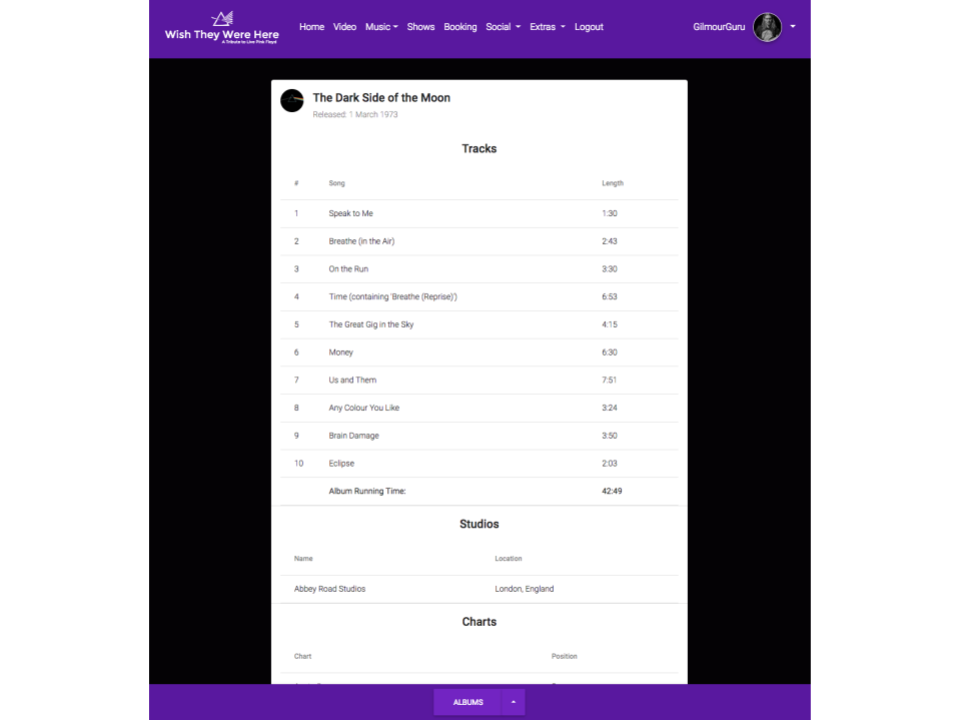 Wish They Were Here
A Tribute to Live Pink Floyd
Home Video Music Shows Booking Social Extras Logout
GilmourGuru
The Dark Side of the Moon
Released: 1 March 1973
Tracks
# Song Length
1 Speak to Me 1:30
2 Breathe (in the Air) 2:43
3 On the Run 3:30
4 Time (containing 'Breathe (Reprise)') 6:53
5 The Great Gig in the Sky 4:15
6 Money 6:30
7 Us and Them 7:51
8 Any Colour You Like 3:24
9 Brain Damage 3:50
10 Eclipse 2:03
Album Running Time: 42:49
Studios
Name Location
Abbey Road Studios London, England
Charts
Chart Position
ALBUMS